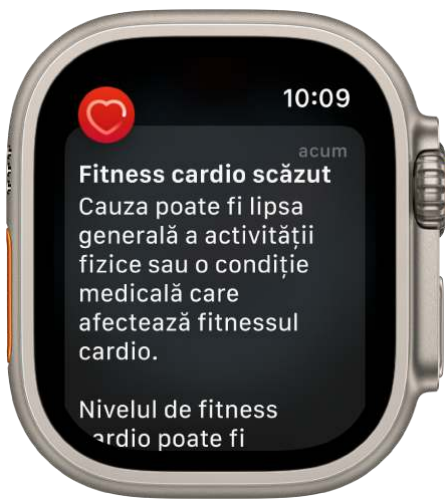 10:09
acum
Fitness cardio scăzut
Cauza poate fi lipsa
generală a activității
fizice sau o condiție
medicală care
afectează fitnessul
cardio.
Nivelul de fitness
cardio poate fi